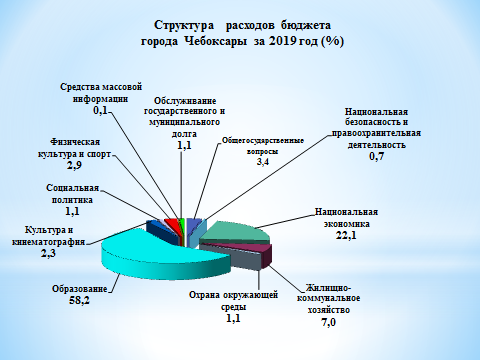 Структура расходов бюджета
города Чебоксары за 2019 год (%)
Средства массовой
информации
0,1
Обслуживание
государственного и
муниципального
долга
1,1
Общегосударственные
вопросы
3,4
Национальная
безопасность и
правоохранительная
деятельность
0,7
Физическая
культура и спорт
2,9
Социальная
политика
1,1
Культура и
кинематография
2,3
Образование
58,2
Охрана окружающей
среды
1,1
Жилищно-
коммунальное
хозяйство
7,0
Национальная
экономика
22,1